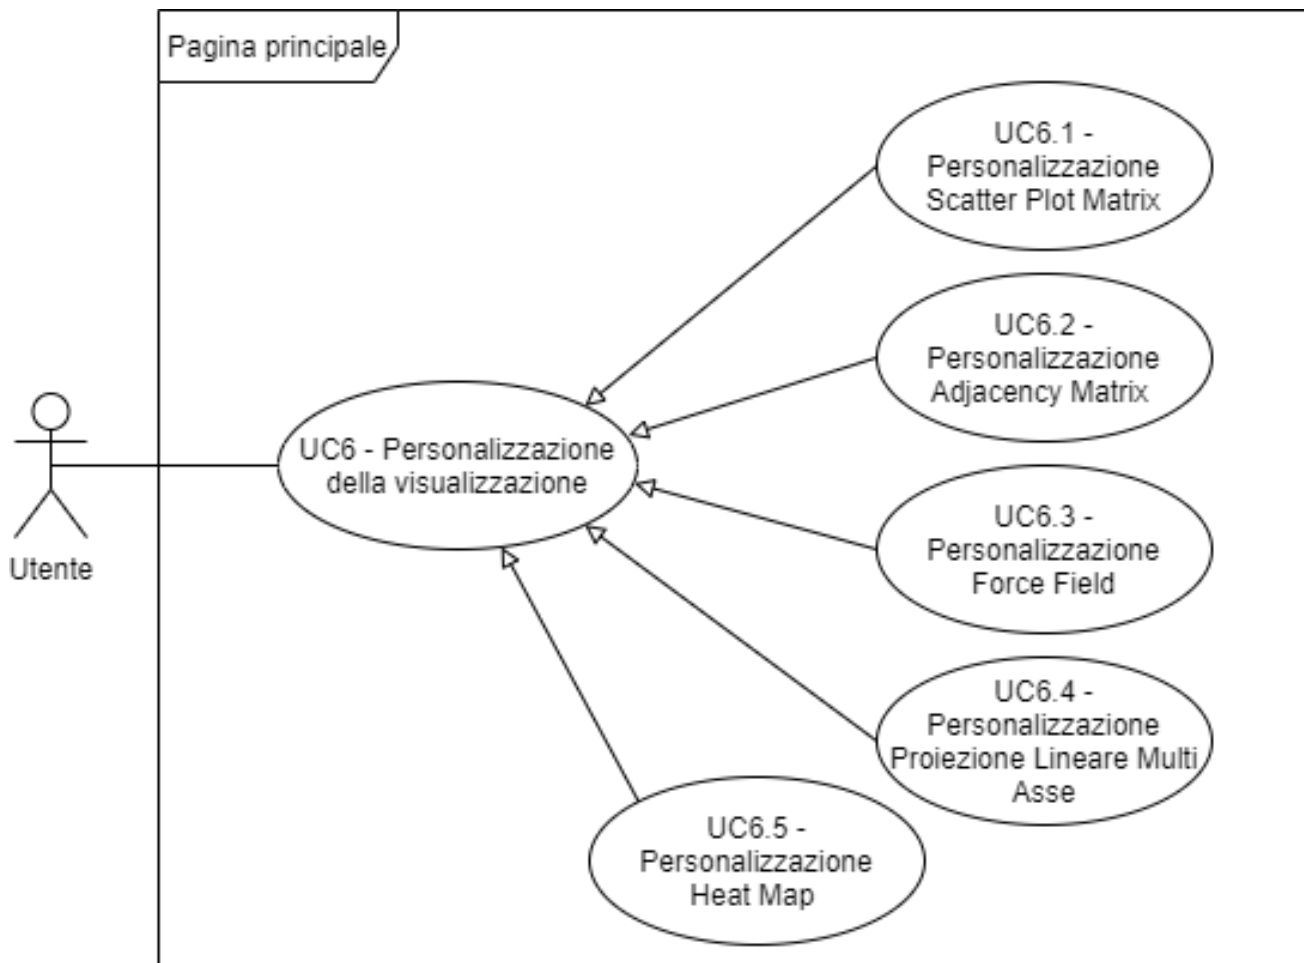 Pagina principale
UC6.1 -
Personalizzazione
Scatter Plot Matrix
UC6.2 -
Personalizzazione
Adjacency Matrix
UC6 - Personalizzazione
della visualizzazione
UC6.3 -
Personalizzazione
Force Field
Utente
UC6.4 -
Personalizzazione
Proiezione Lineare Multi
Asse
UC6.5 -
Personalizzazione
Heat Map